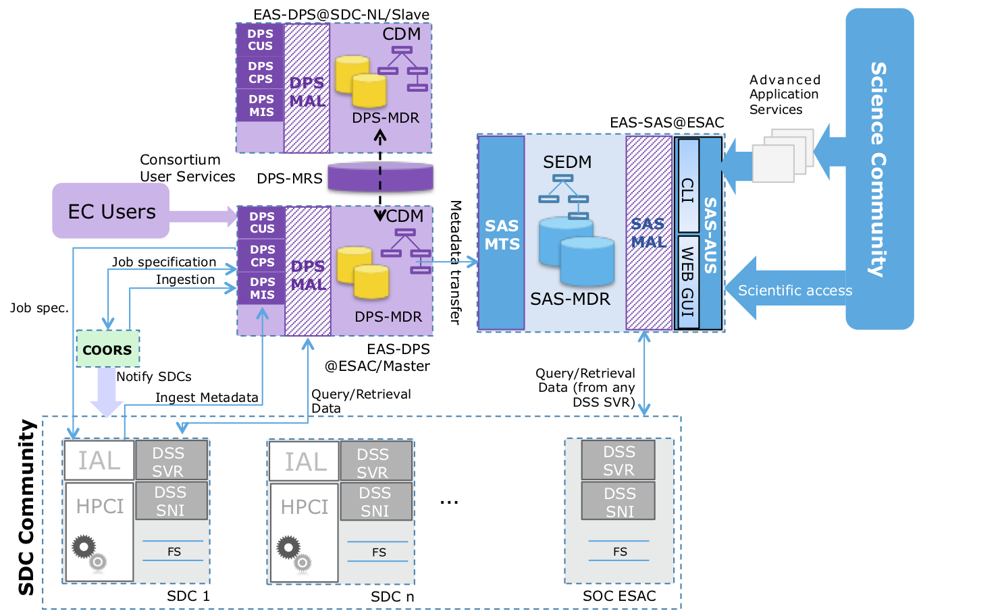 EAS-DPS@SDC-NL/Slave
DPS
CUS
DPS
CPS
DPS
MIS
DPS
MAL
CDM
DPS-MDR
Consortium
User Services
DPS-MRS
EC Users
DPS
CUS
DPS
CPS
DPS
MIS
DPS
MAL
CDM
DPS-MDR
EAS-DPS
@ESAC/Master
Job specification
Ingestion
Job spec.
COORS
Notify SDCs
Ingest Metadata
Query/Retrieval
Data
Metadata transfer
EAS-SAS@ESAC
SAS
MTS
SEDM
SAS-MDR
SAS
MAL
CLI
WEB GUI
SAS-AUS
Advanced
Application
Services
Science Community
Scientific access
Query/Retrieval
Data (from any
DSS SVR)
SDC Community
IAL
DSS
SVR
HPCI
DSS
SNI
FS
SDC 1
IAL
DSS
SVR
HPCI
DSS
SNI
FS
SDC n
...
DSS
SVR
DSS
SNI
FS
SOC ESAC